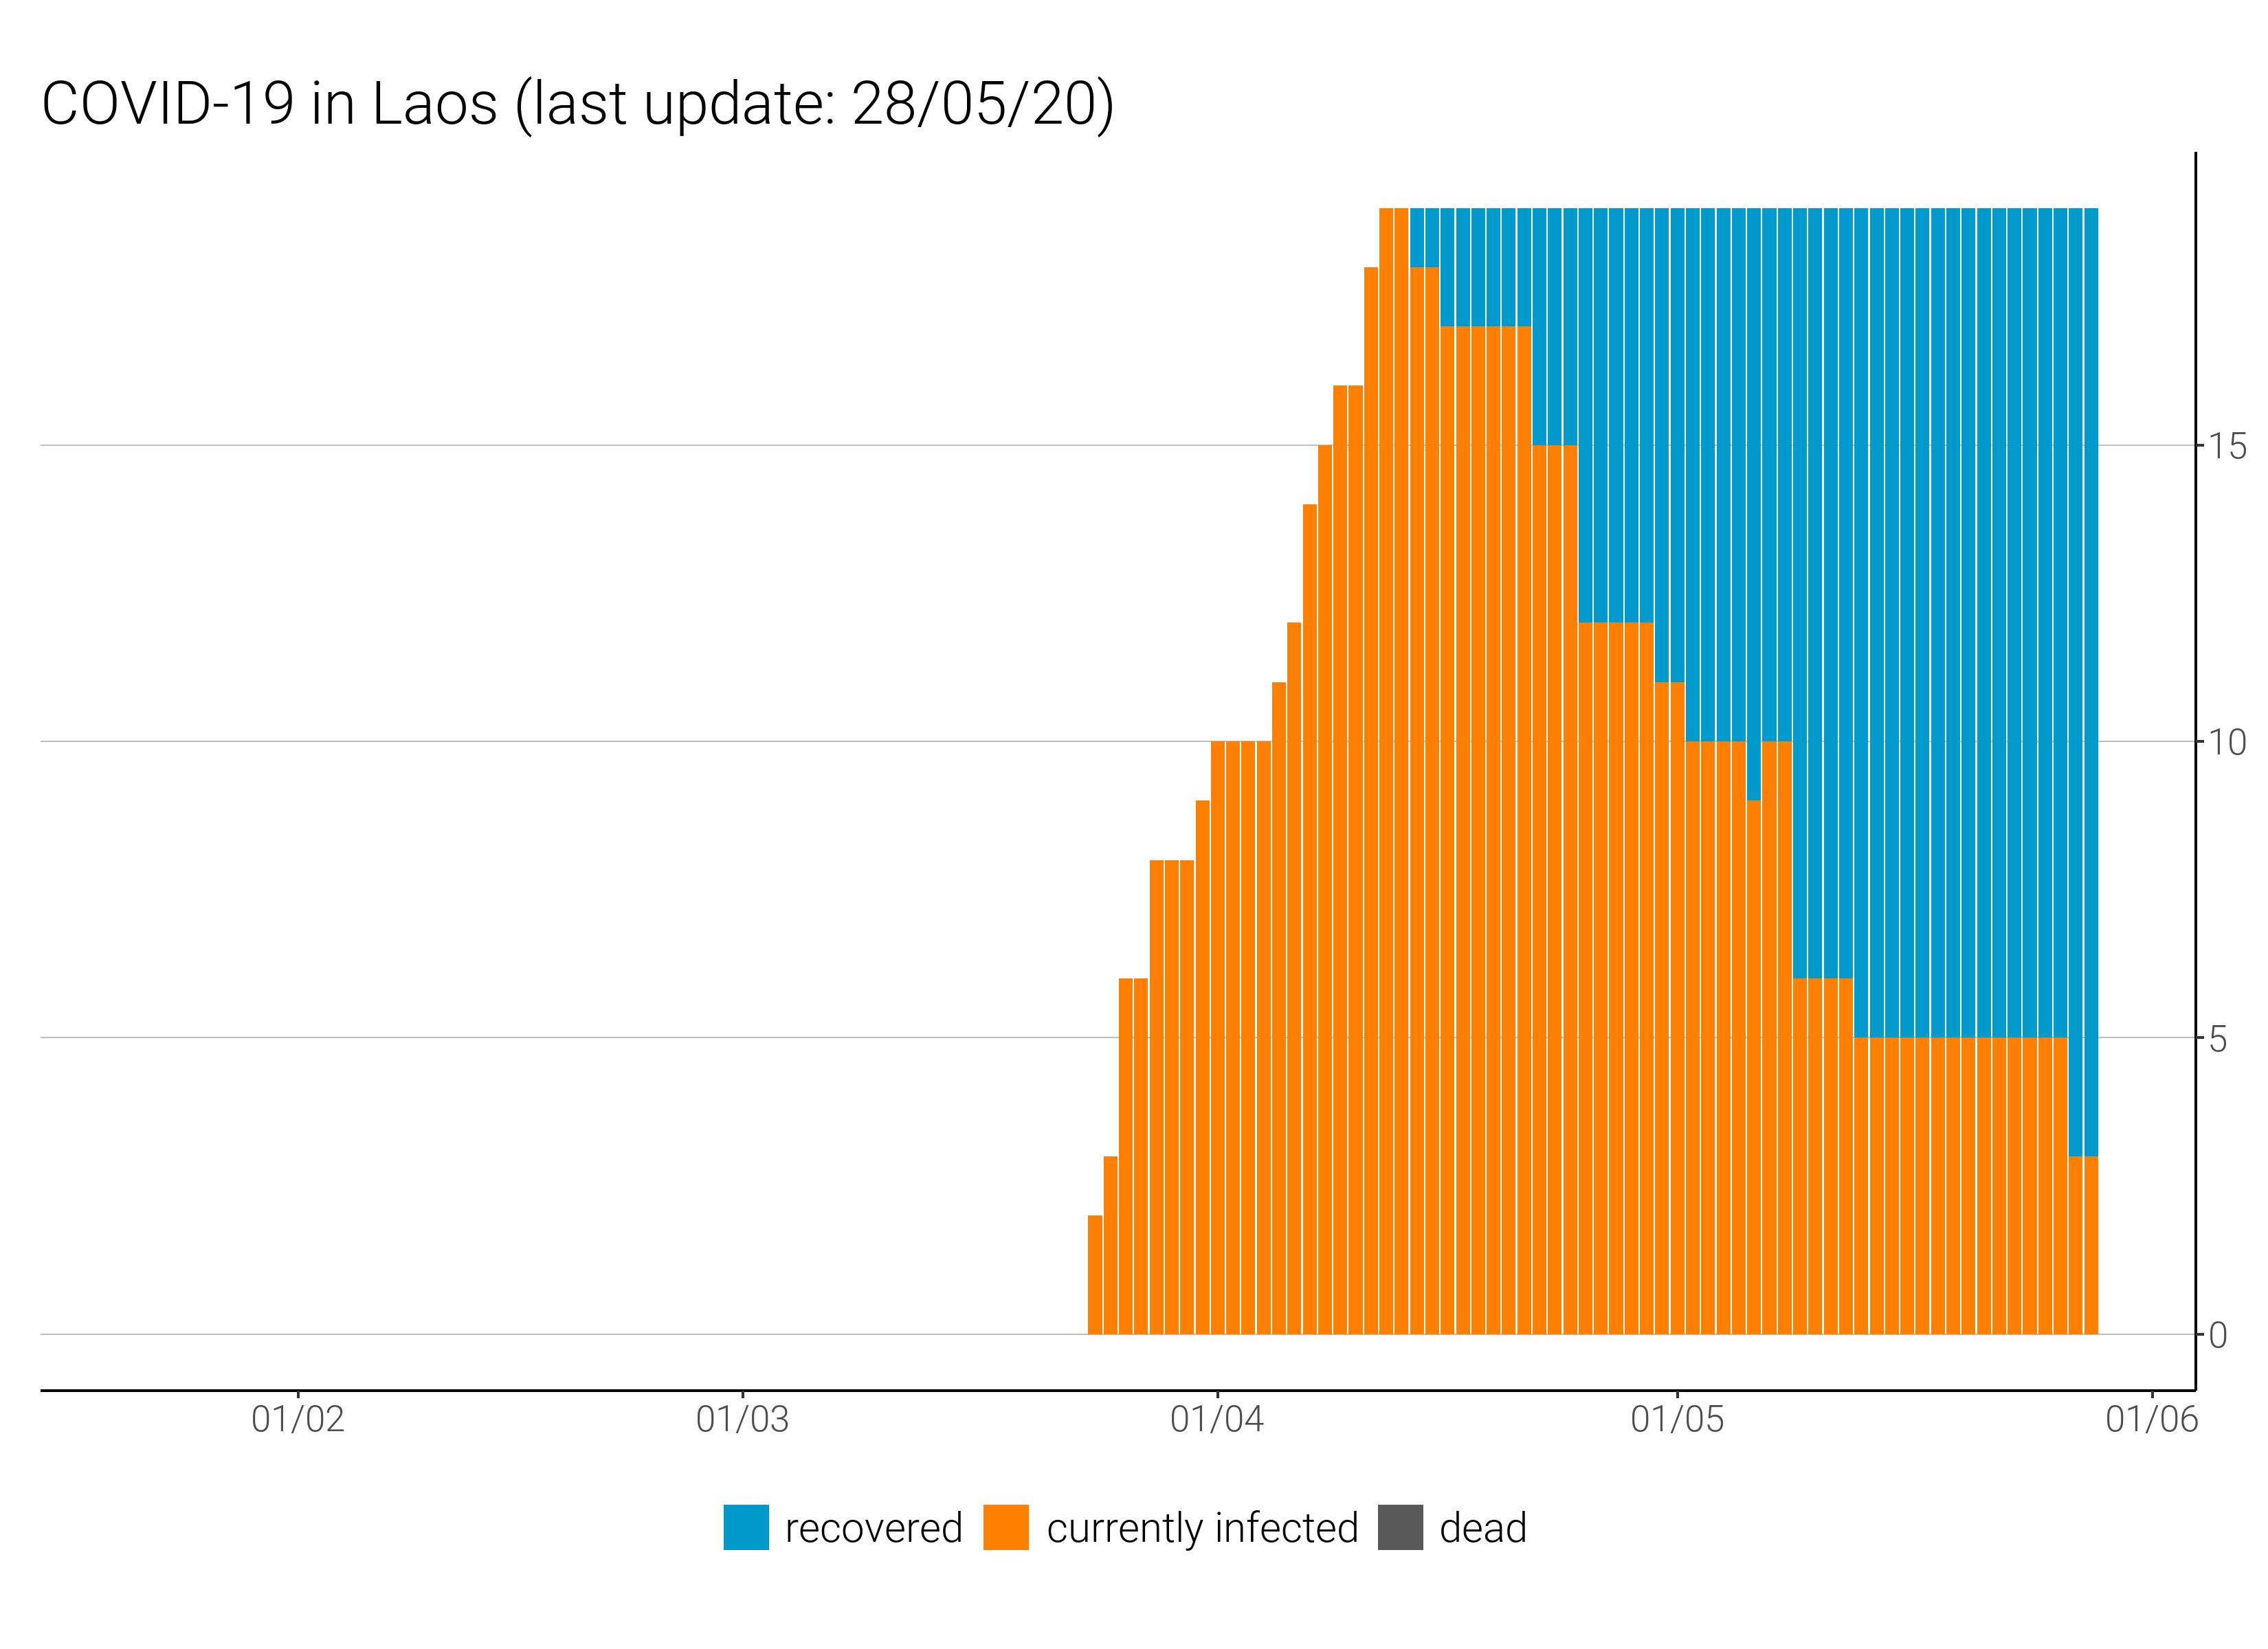 COVID-19 in Laos (last update: 28/05/20)
15
10
5
0
01/02 01/03 01/04 01/05 01/06
recovered currently infected dead